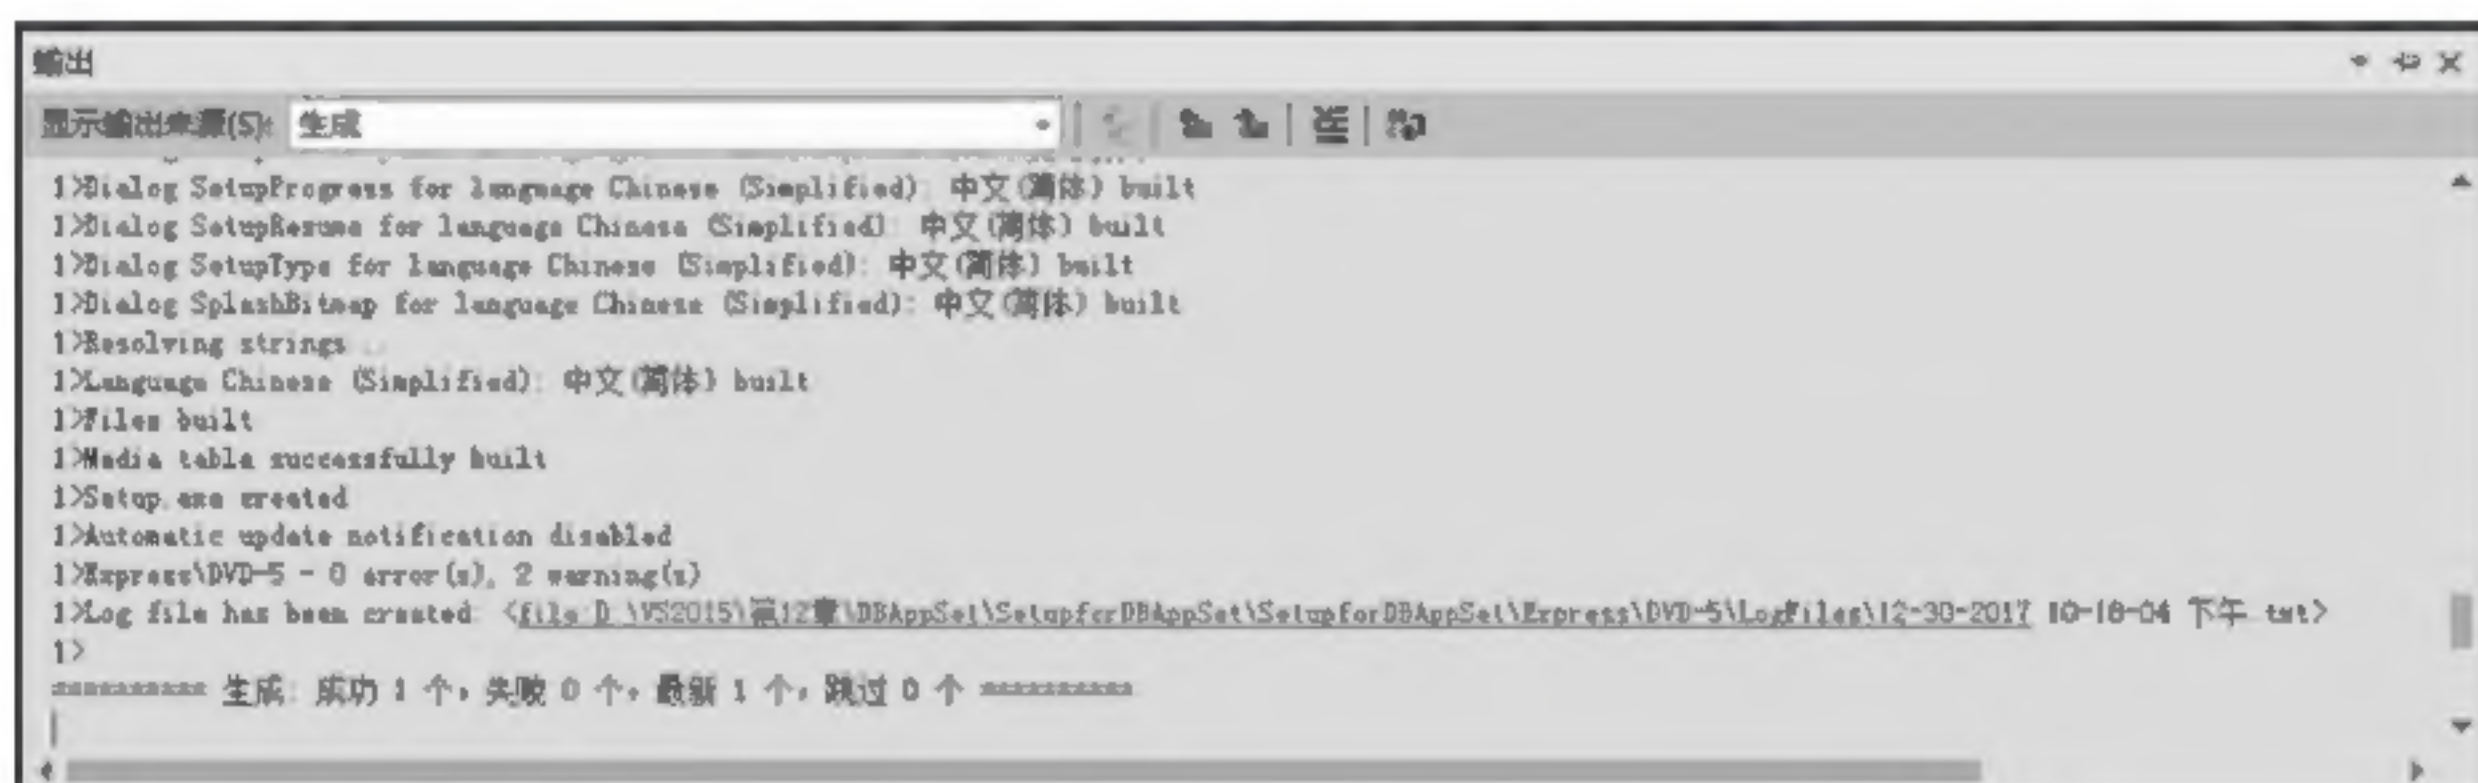 输出
显示输出来源(S): 生成
1>Dialog SetupProgress for language Chinese (Simplified): 中文(简体) built
1>Dialog SetupResume for language Chinese (Simplified): 中文(简体) built
1>Dialog SetupType for language Chinese (Simplified): 中文(简体) built
1>Dialog SplashBitmap for language Chinese (Simplified): 中文(简体) built
1>Resolving strings...
1>Language Chinese (Simplified): 中文(简体) built
1>Files built
1>Media table successfully built
1>Setup.exe created
1>Automatic update notification disabled
1>Express\DVD-5 - 0 error(s), 2 warning(s)
1>Log file has been created: <file:D:\VS2015\第12章\DBAppSet\SetupforDBAppSet\SetupforDBAppSet\Express\DVD-5\LogFiles\12-30-2017 10-18-04 下午.txt>
1>
========== 生成: 成功 1 个，失败 0 个，最新 1 个，跳过 0 个 ==========